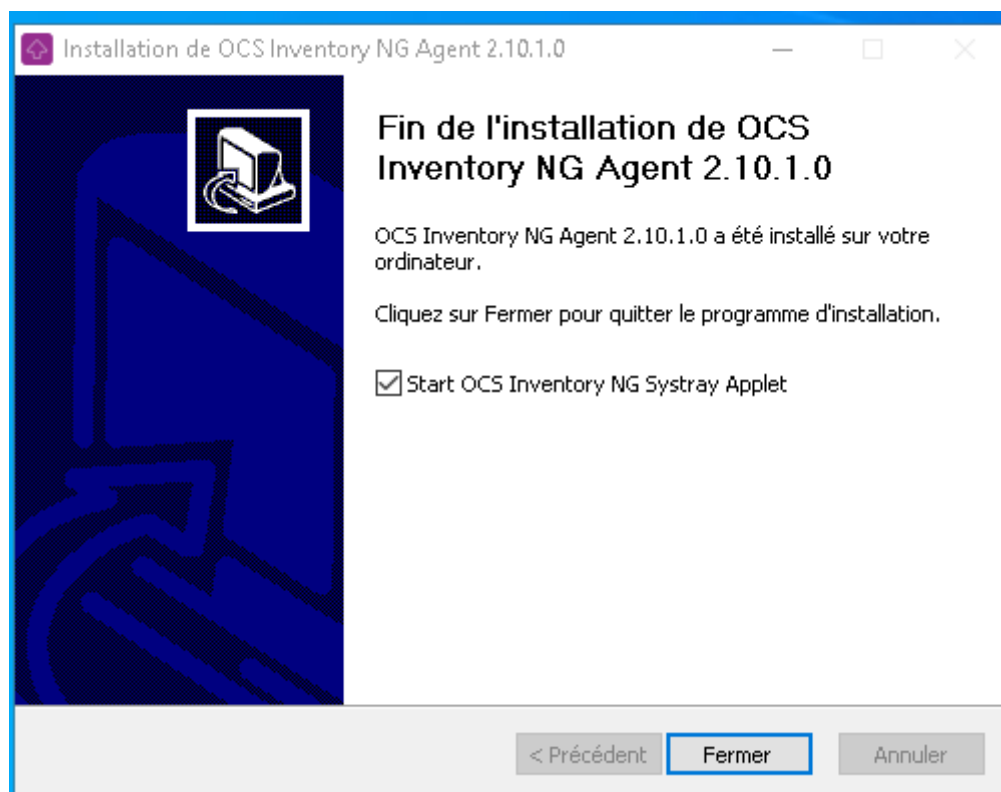 Installation de OCS Inventory NG Agent 2.10.1.0
Fin de l'installation de OCS
Inventory NG Agent 2.10.1.0
OCS Inventory NG Agent 2.10.1.0 a été installé sur votre
ordinateur.
Cliquez sur Fermer pour quitter le programme d'installation.
Start OCS Inventory NG Systray Applet
< Précédent
Fermer
Annuler